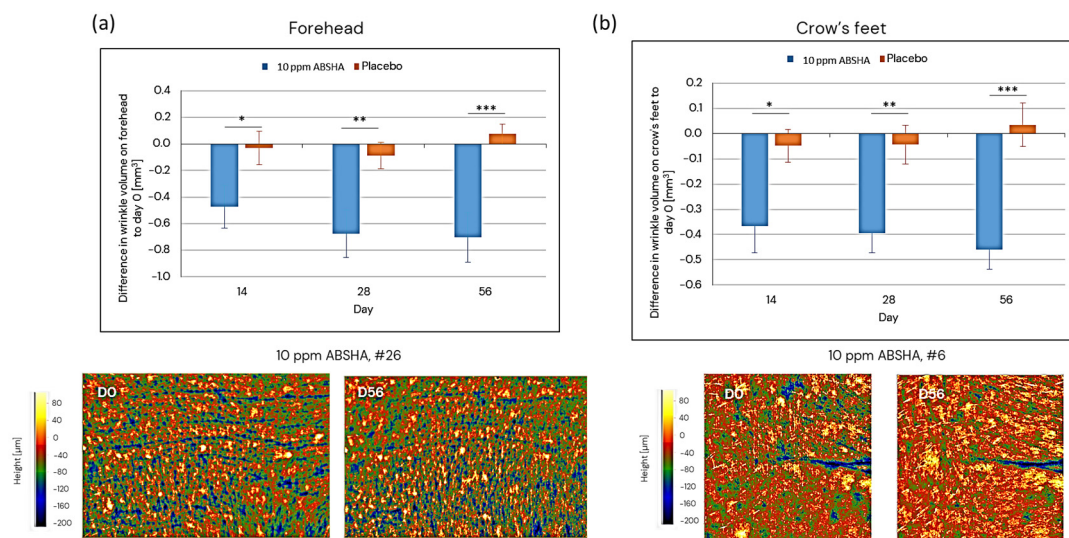 (a)
Forehead
10 ppm ABSHA
Placebo
Difference in wrinkle volume on forehead
to day 0 [mm³]
0.4
0.2
0.0
−0.2
−0.4
−0.6
−0.8
−1.0
*
**
***
14
28
56
Day
10 ppm ABSHA, #26
Height [µm]
80
40
0
−40
−80
−120
−160
−200
D0
D56
(b)
Crow's feet
10 ppm ABSHA
Placebo
Difference in wrinkle volume on crow's feet to
day 0 [mm³]
0.2
0.1
0.0
−0.1
−0.2
−0.3
−0.4
−0.5
−0.6
*
**
***
14
28
56
Day
10 ppm ABSHA, #6
Height [µm]
80
40
0
−40
−80
−120
−160
−200
D0
D56